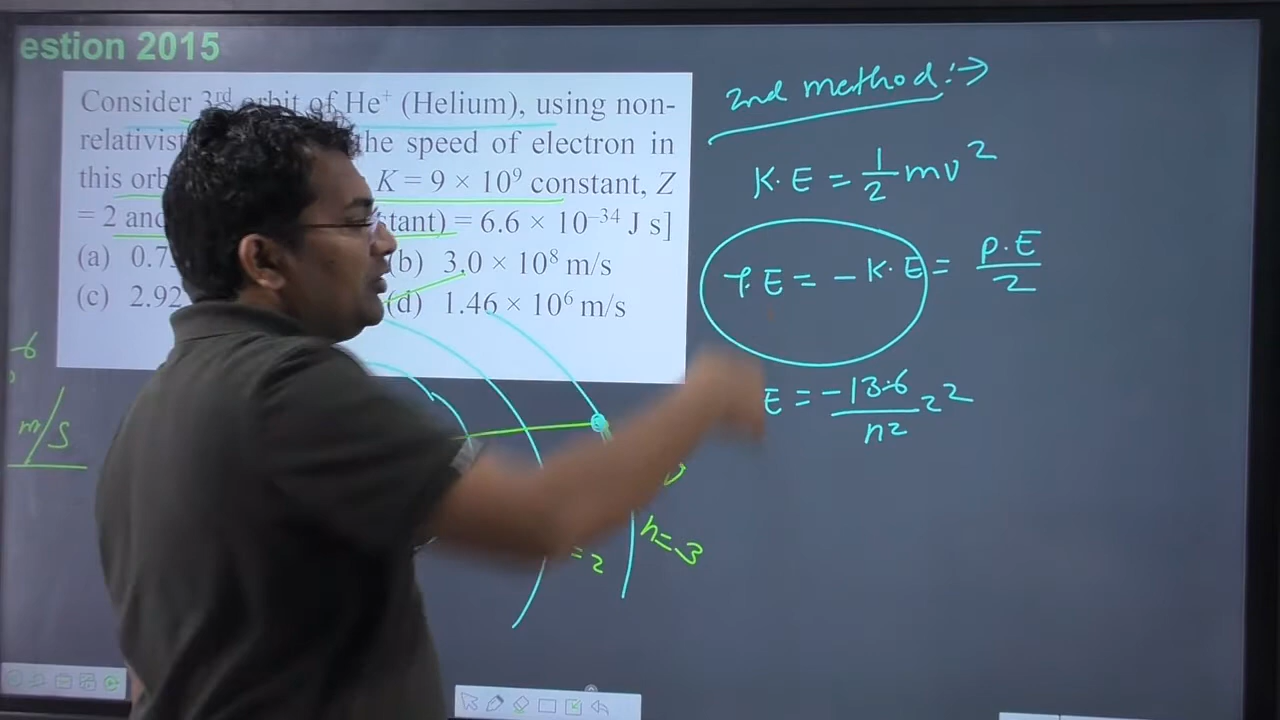 estion 2015
Consider 3rd orbit of He⁺ (Helium), using non-
relativist the speed of electron in
this orb K = 9 × 10⁹ constant, Z
= 2 and stant) = 6.6 × 10⁻³⁴ J s]
(a) 0.7 (b) 3.0 × 10⁸ m/s
(c) 2.92 (d) 1.46 × 10⁶ m/s
2nd method :→
K.E = 1/2 mv²
T.E = -K.E = P.E/2
E = -13.6/n² z²
-6
m/s
= 2
n=3